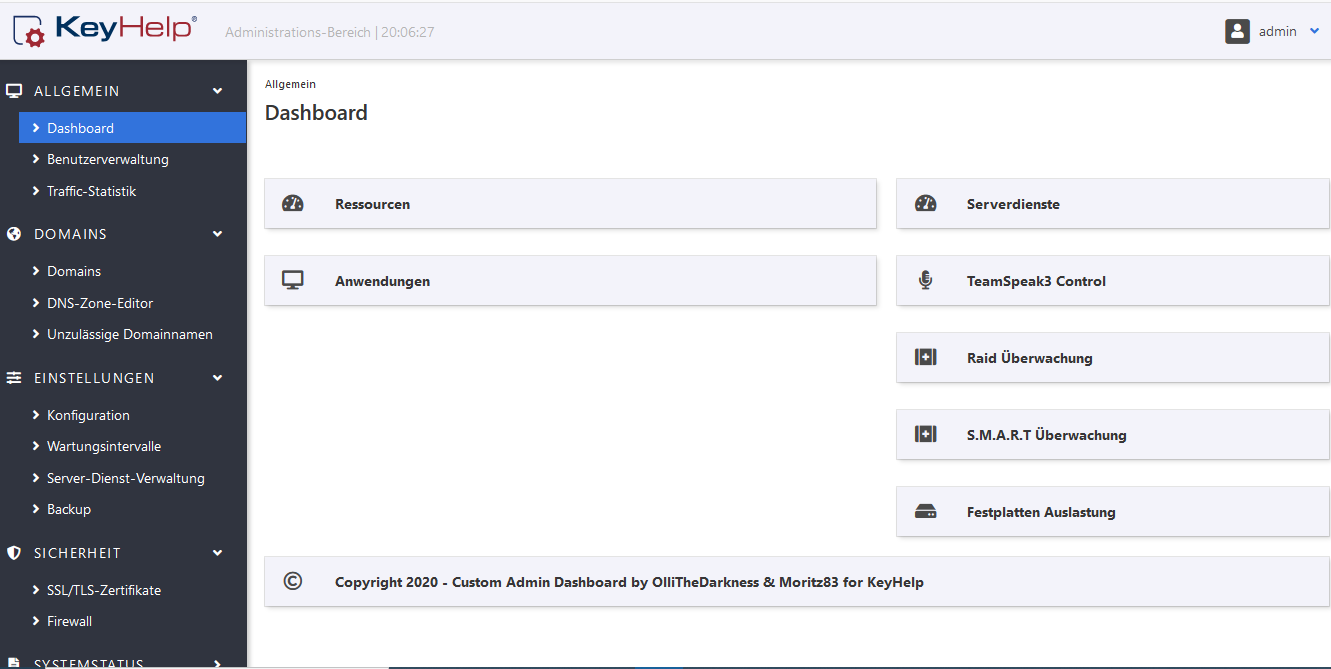 KeyHelp®
Administrations-Bereich | 20:06:27
admin
ALLGEMEIN
Dashboard
Benutzerverwaltung
Traffic-Statistik
DOMAINS
Domains
DNS-Zone-Editor
Unzulässige Domainnamen
EINSTELLUNGEN
Konfiguration
Wartungsintervalle
Server-Dienst-Verwaltung
Backup
SICHERHEIT
SSL/TLS-Zertifikate
Firewall
SYSTEMSTATUS
Allgemein
Dashboard
Ressourcen
Serverdienste
Anwendungen
TeamSpeak3 Control
Raid Überwachung
S.M.A.R.T Überwachung
Festplatten Auslastung
© Copyright 2020 - Custom Admin Dashboard by OlliTheDarkness & Moritz83 for KeyHelp